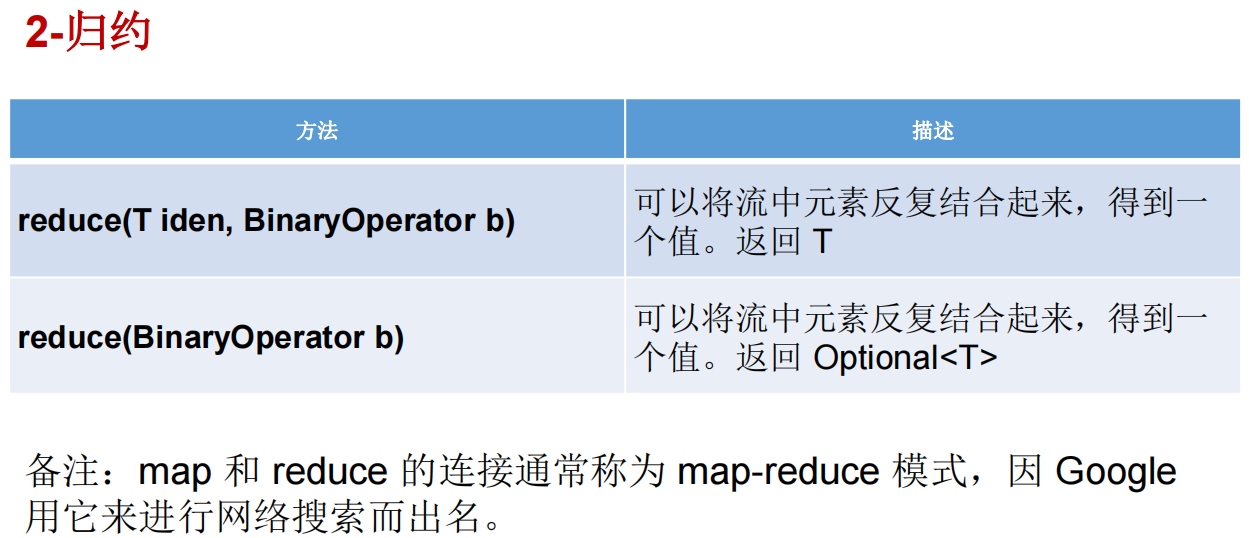 2-归约
方法
描述
reduce(T iden, BinaryOperator b)
可以将流中元素反复结合起来，得到一
个值。返回 T
reduce(BinaryOperator b)
可以将流中元素反复结合起来，得到一
个值。返回 Optional<T>
备注：map 和 reduce 的连接通常称为 map-reduce 模式，因 Google
用它来进行网络搜索而出名。